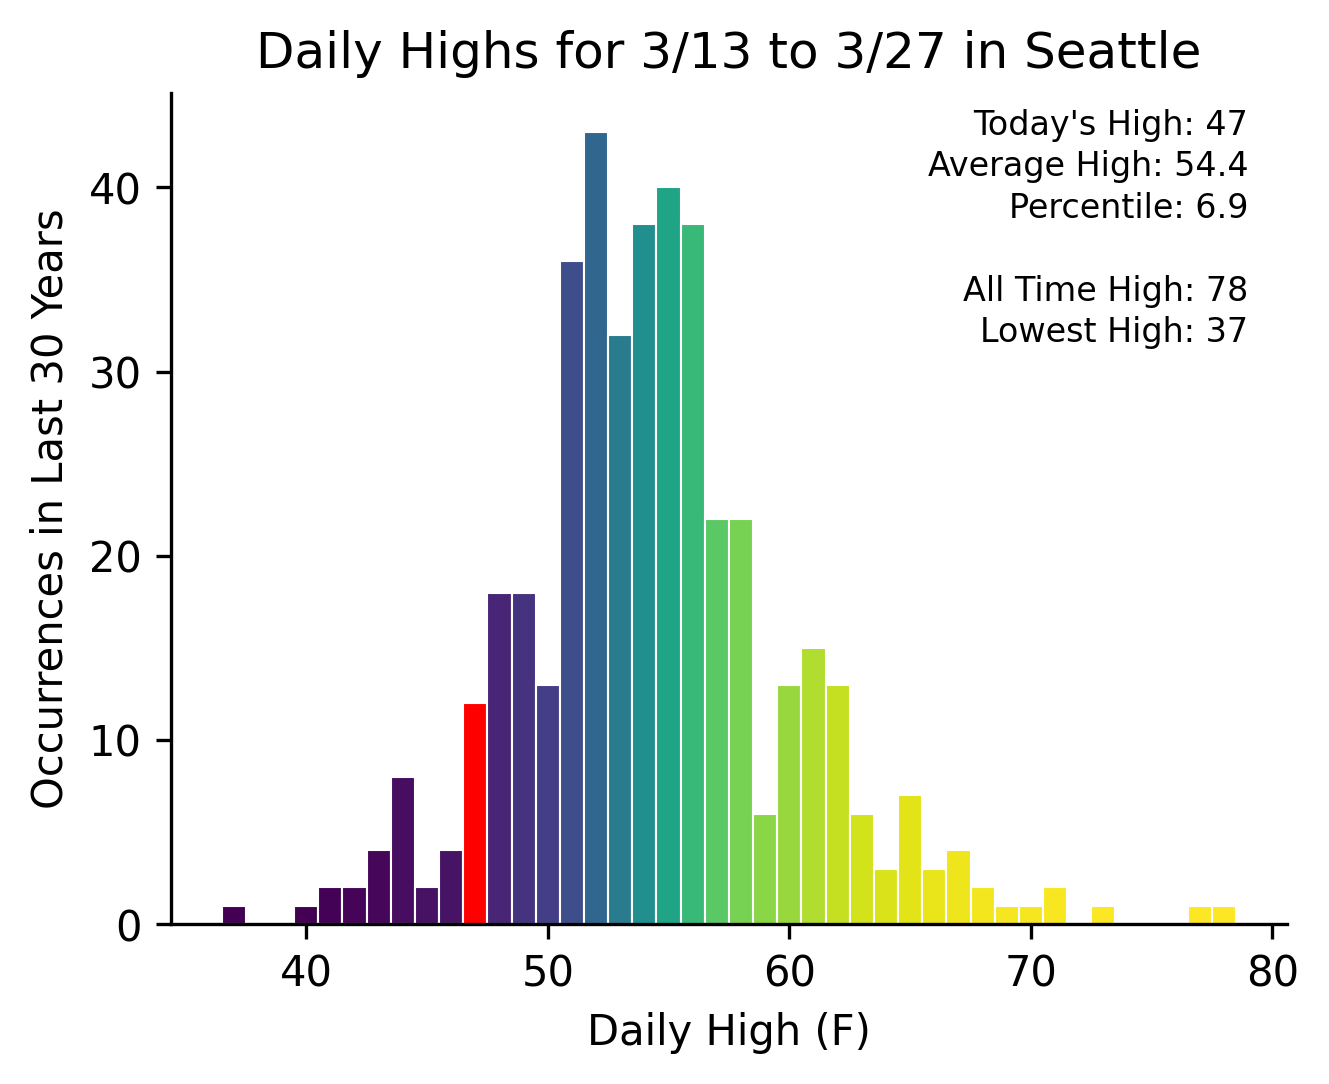 Daily Highs for 3/13 to 3/27 in Seattle
Today's High: 47
Average High: 54.4
Percentile: 6.9
All Time High: 78
Lowest High: 37
Occurrences in Last 30 Years
40
30
20
10
0
40 50 60 70 80
Daily High (F)